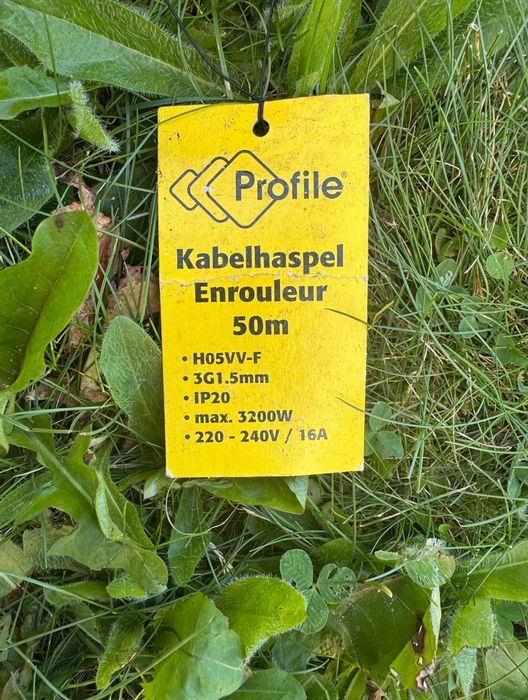 Profile®
Kabelhaspel
Enrouleur
50m
• H05VV-F
• 3G1.5mm
• IP20
• max. 3200W
• 220 - 240V / 16A